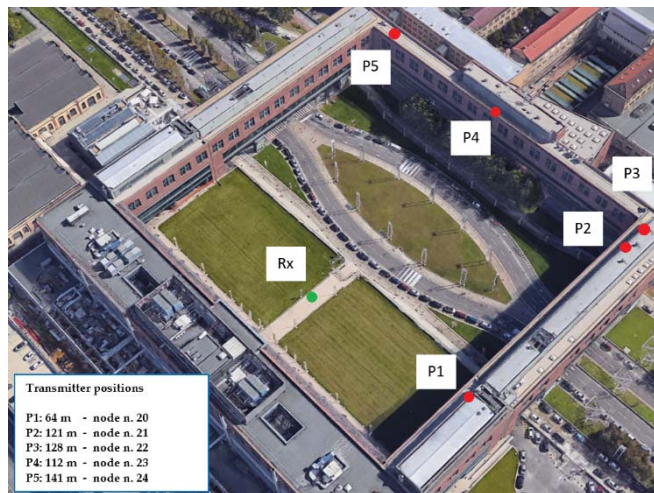 P5
P4
P3
P2
Rx
P1
Transmitter positions
P1: 64 m - node n. 20
P2: 121 m - node n. 21
P3: 128 m - node n. 22
P4: 112 m - node n. 23
P5: 141 m - node n. 24